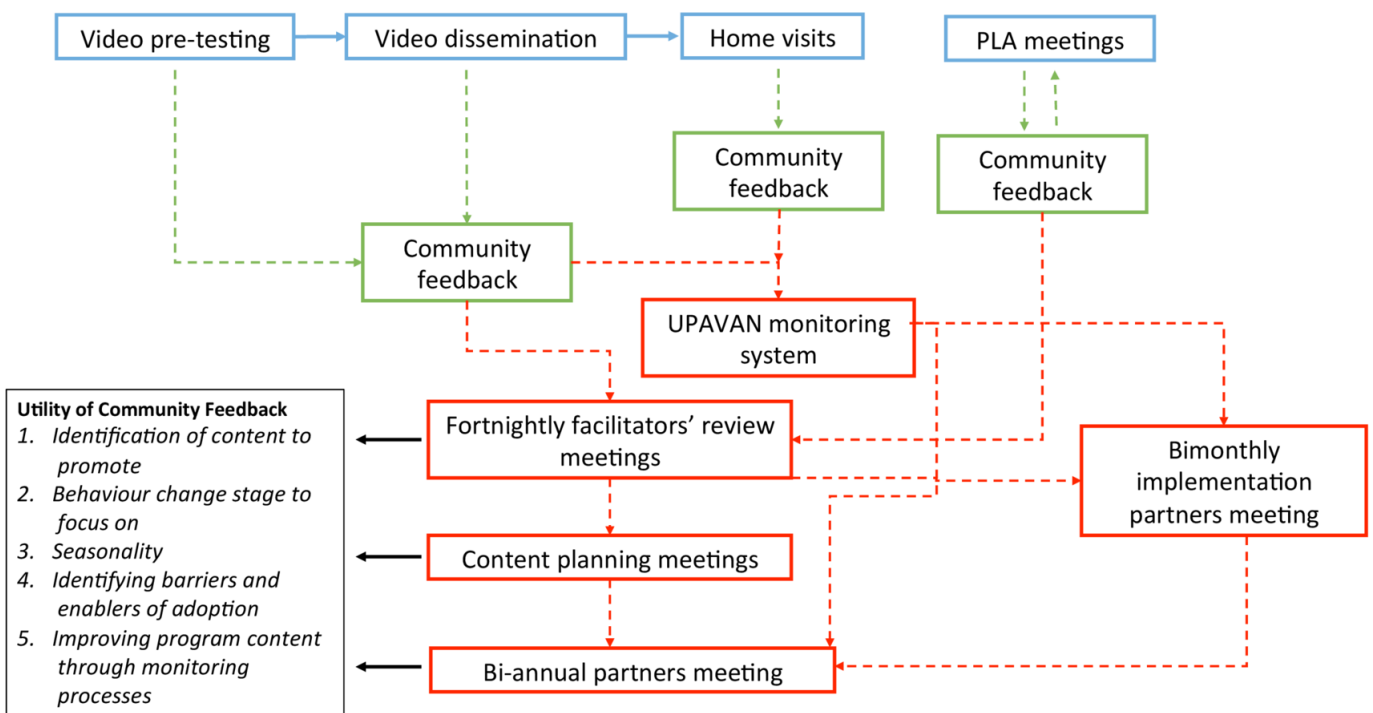 Video pre-testing
Video dissemination
Home visits
PLA meetings
Community
feedback
Community
feedback
Community
feedback
UPAVAN monitoring
system
Utility of Community Feedback
1. Identification of content to
promote
2. Behaviour change stage to
focus on
3. Seasonality
4. Identifying barriers and
enablers of adoption
5. Improving program content
through monitoring
processes
Fortnightly facilitators’ review
meetings
Bimonthly
implementation
partners meeting
Content planning meetings
Bi-annual partners meeting